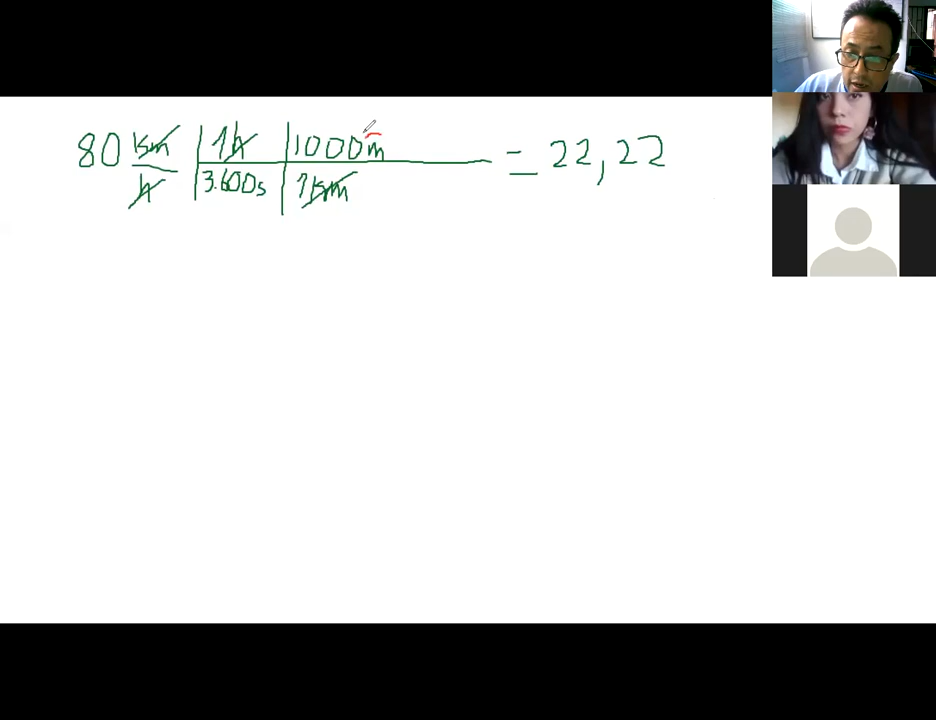 80 km/h | 1h / 3.600s | 1000m / 1km = 22,22